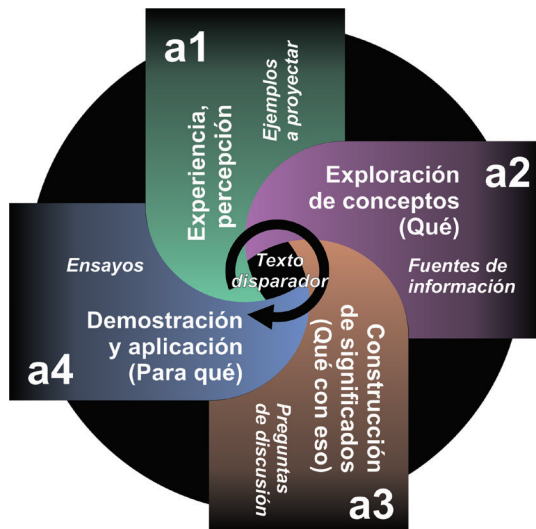 a1
Experiencia,
percepción
Ejemplos
a proyectar
a2
Exploración
de conceptos
(Qué)
Fuentes de
información
Texto
disparador
a3
Construcción
de significados
(Qué con eso)
Preguntas
de discusión
a4
Ensayos
Demostración
y aplicación
(Para qué)